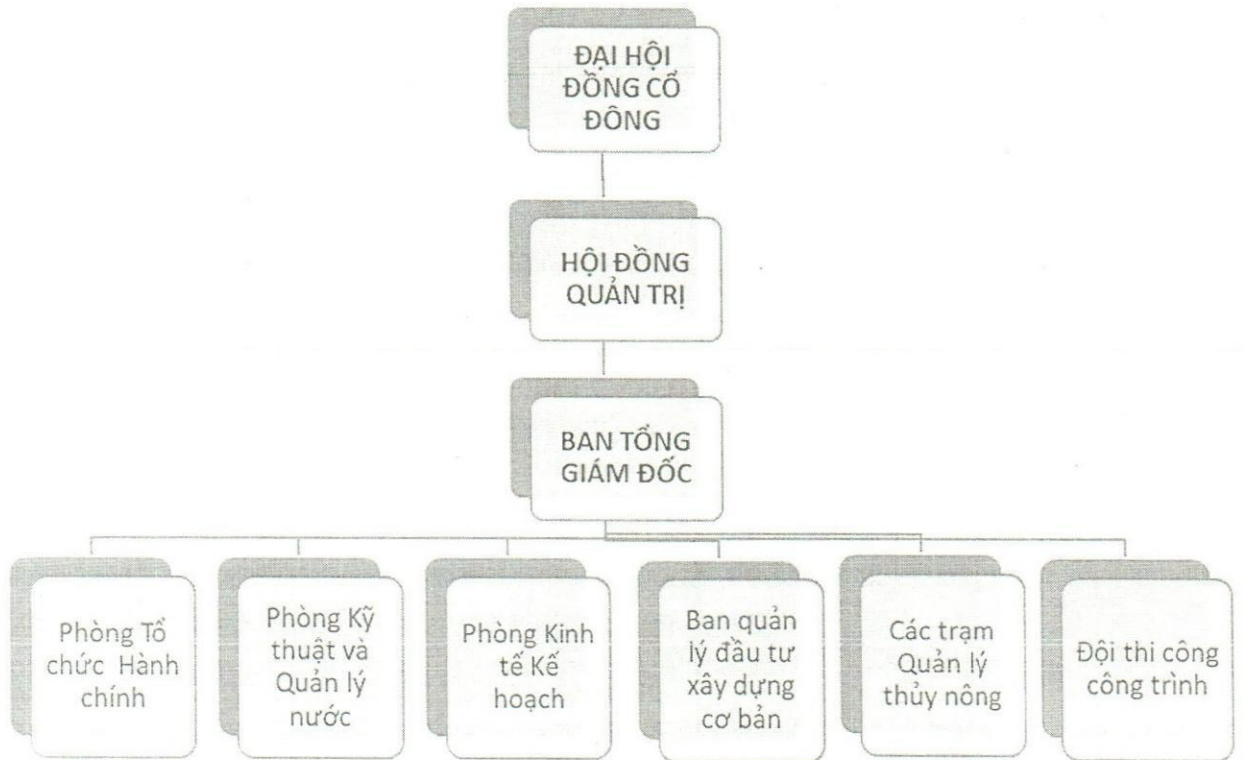 ĐẠI HỘI
ĐỒNG CỔ
ĐÔNG
HỘI ĐỒNG
QUẢN TRỊ
BAN TỔNG
GIÁM ĐỐC
Phòng Tổ
chức Hành
chính
Phòng Kỹ
thuật và
Quản lý
nước
Phòng Kinh
tế Kế
hoạch
Ban quản
lý đầu tư
xây dựng
cơ bản
Các trạm
Quản lý
thủy nông
Đội thi công
công trình